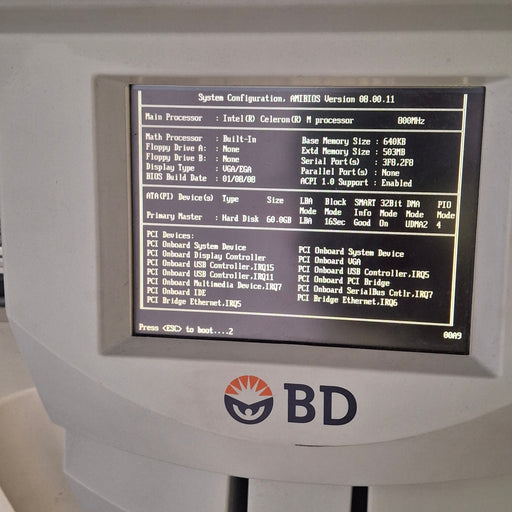 System Configuration, AMIBIOS Version 08.00.11
Main Processor : Intel(R) Celeron(R) M processor 800MHz
Math Processor : Built-In Base Memory Size : 640KB
Floppy Drive A: : None Extd Memory Size : 503MB
Floppy Drive B: : None Serial Port(s) : 3F8,2F8
Display Type : VGA/EGA Parallel Port(s) : None
BIOS Build Date : 01/08/08 ACPI 1.0 Support : Enabled
ATA(PI) Device(s) Type Size LBA Block SMART 32Bit DMA PIO
Mode Mode Info Mode Mode Mode
Primary Master : Hard Disk 60.0GB LBA 16Sec Good On UDMA2 4
PCI Devices:
PCI Onboard System Device PCI Onboard System Device
PCI Onboard Display Controller PCI Onboard VGA
PCI Onboard USB Controller,IRQ15 PCI Onboard USB Controller,IRQ5
PCI Onboard USB Controller,IRQ11 PCI Onboard PCI Bridge
PCI Onboard Multimedia Device,IRQ7 PCI Onboard SerialBus Cntlr,IRQ7
PCI Onboard IDE PCI Bridge Ethernet,IRQ6
PCI Bridge Ethernet,IRQ5
Press <ESC> to boot....2
00A9
BD